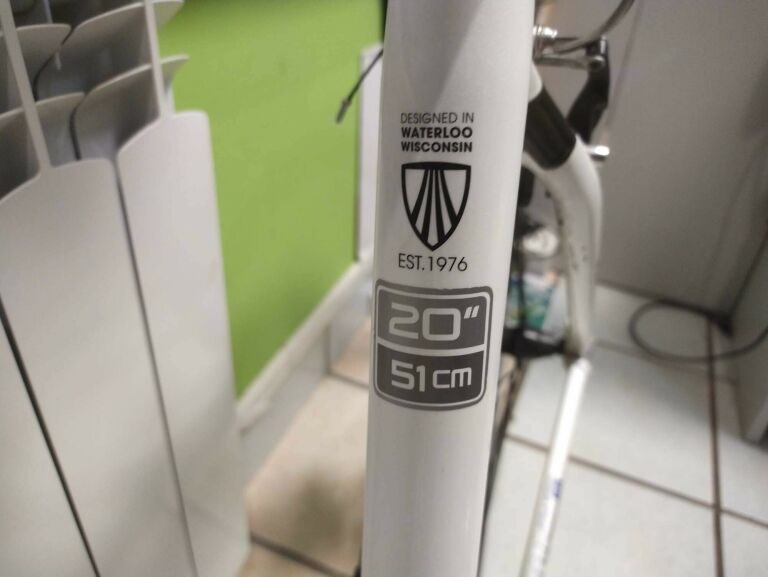 DESIGNED IN
WATERLOO
WISCONSIN
EST.1976
20"
51cm